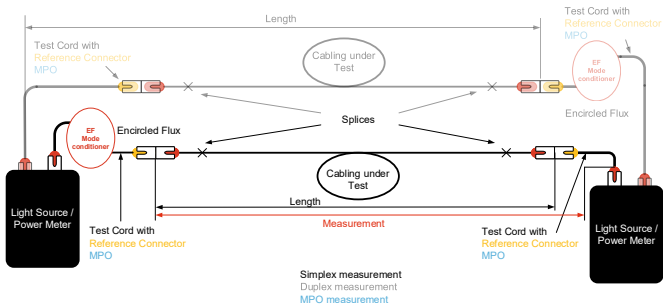 Length
Test Cord with
Reference Connector
MPO
Cabling under
Test
Test Cord with
Reference Connector
MPO
EF
Mode
conditioner
Encircled Flux
Splices
EF
Mode
conditioner
Encircled Flux
Cabling under
Test
Length
Measurement
Light Source /
Power Meter
Test Cord with
Reference Connector
MPO
Test Cord with
Reference Connector
MPO
Light Source /
Power Meter
Simplex measurement
Duplex measurement
MPO measurement